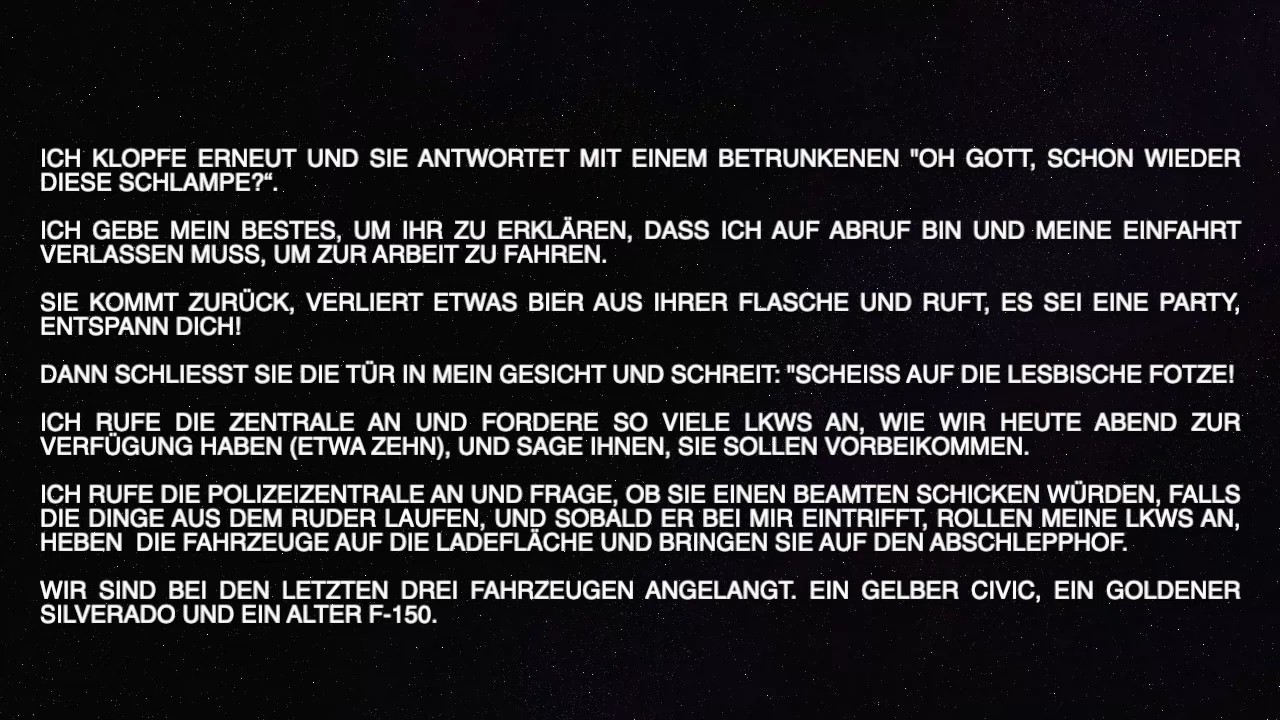 ICH KLOPFE ERNEUT UND SIE ANTWORTET MIT EINEM BETRUNKENEN "OH GOTT, SCHON WIEDER
DIESE SCHLAMPE?“.
ICH GEBE MEIN BESTES, UM IHR ZU ERKLÄREN, DASS ICH AUF ABRUF BIN UND MEINE EINFAHRT
VERLASSEN MUSS, UM ZUR ARBEIT ZU FAHREN.
SIE KOMMT ZURÜCK, VERLIERT ETWAS BIER AUS IHRER FLASCHE UND RUFT, ES SEI EINE PARTY,
ENTSPANN DICH!
DANN SCHLIESST SIE DIE TÜR IN MEIN GESICHT UND SCHREIT: "SCHEISS AUF DIE LESBISCHE FOTZE!
ICH RUFE DIE ZENTRALE AN UND FORDERE SO VIELE LKWS AN, WIE WIR HEUTE ABEND ZUR
VERFÜGUNG HABEN (ETWA ZEHN), UND SAGE IHNEN, SIE SOLLEN VORBEIKOMMEN.
ICH RUFE DIE POLIZEIZENTRALE AN UND FRAGE, OB SIE EINEN BEAMTEN SCHICKEN WÜRDEN, FALLS
DIE DINGE AUS DEM RUDER LAUFEN, UND SOBALD ER BEI MIR EINTRIFFT, ROLLEN MEINE LKWS AN,
HEBEN  DIE FAHRZEUGE AUF DIE LADEFLÄCHE UND BRINGEN SIE AUF DEN ABSCHLEPPHOF.
WIR SIND BEI DEN LETZTEN DREI FAHRZEUGEN ANGELANGT. EIN GELBER CIVIC, EIN GOLDENER
SILVERADO UND EIN ALTER F-150.